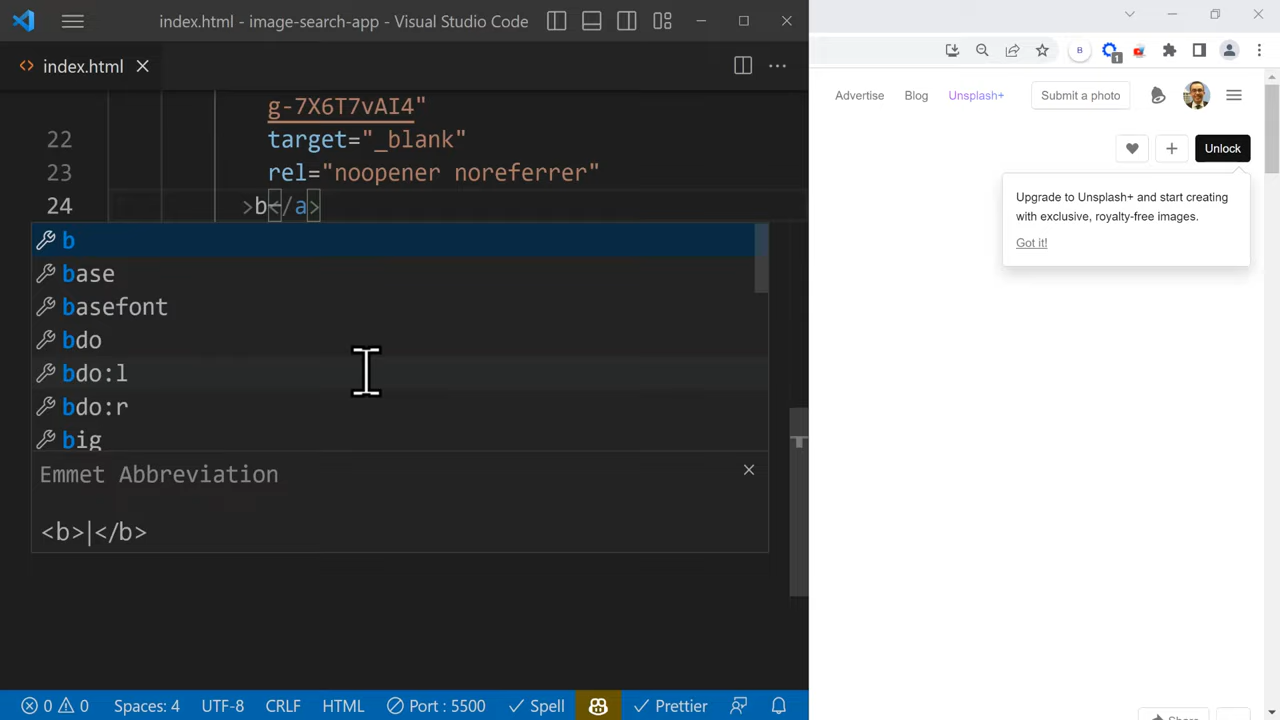 index.html - image-search-app - Visual Studio Code
index.html
g-7X6T7vAI4"
22 target="_blank"
23 rel="noopener noreferrer"
24 >b</a>
b
base
basefont
bdo
bdo:l
bdo:r
big
Emmet Abbreviation
<b>|</b>
0 0 Spaces: 4 UTF-8 CRLF HTML Port : 5500 Spell Prettier
B 1
Advertise Blog Unsplash+ Submit a photo
Unlock
Upgrade to Unsplash+ and start creating
with exclusive, royalty-free images.
Got it!
Share